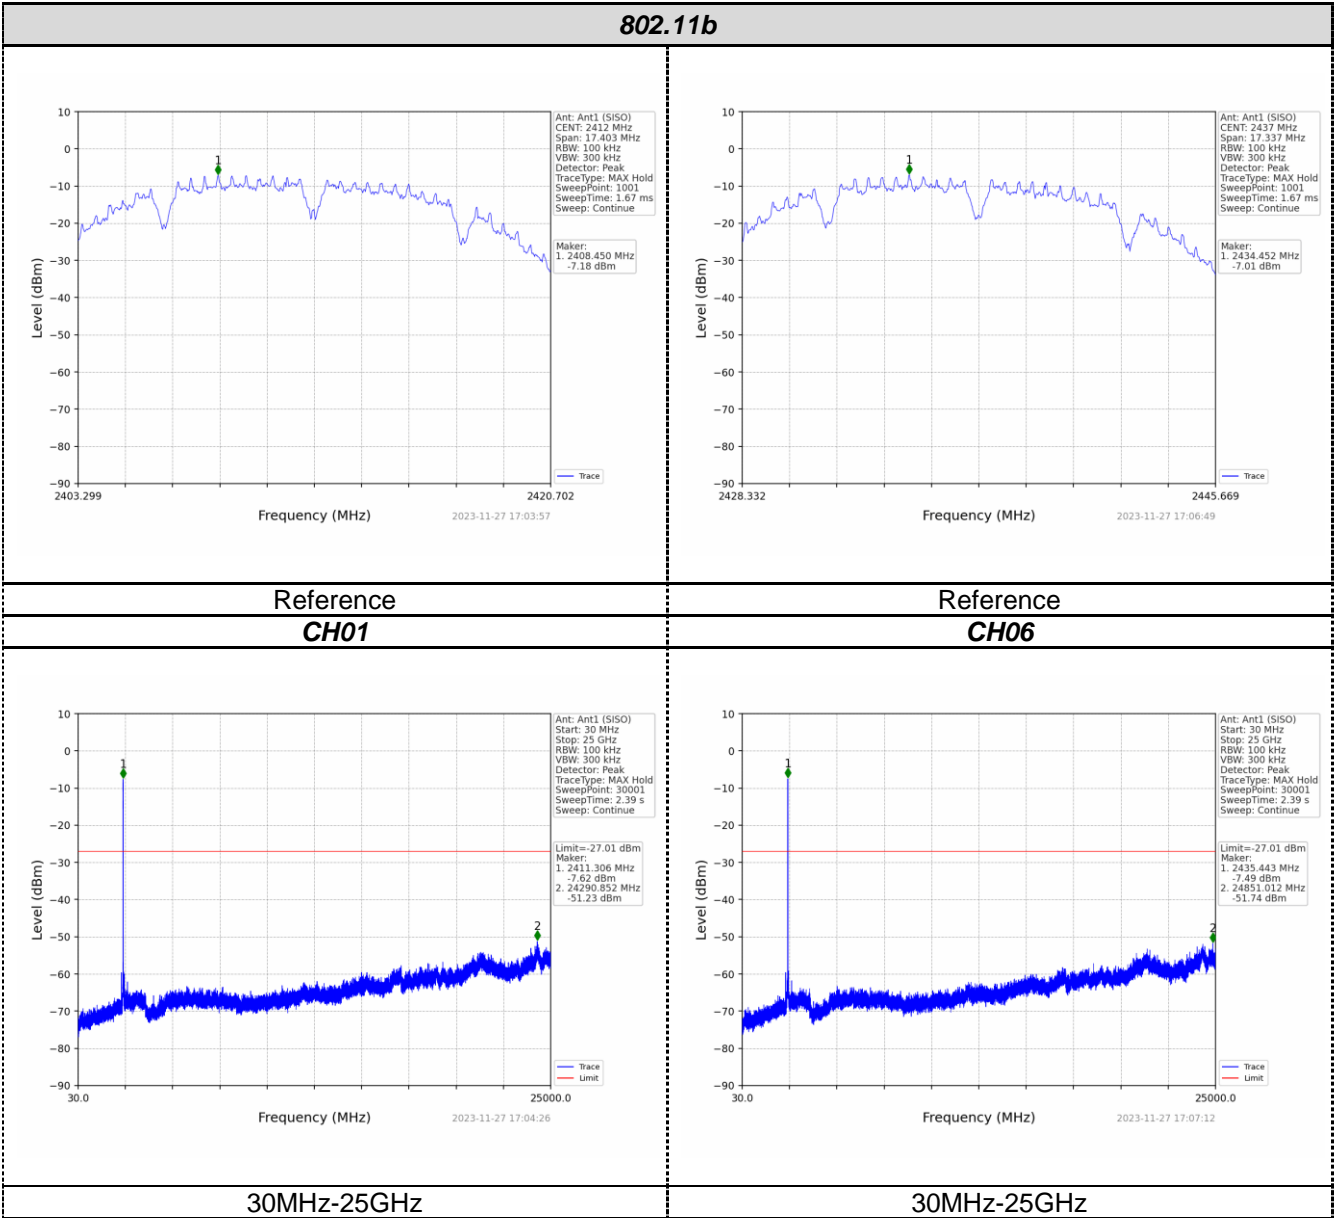 802.11b
10
0
−10
−20
−30
−40
−50
−60
−70
−80
−90
Level (dBm)
1
2403.299
2420.702
Frequency (MHz)
2023-11-27 17:03:57
Ant: Ant1 (SISO)
CENT: 2412 MHz
Span: 17.403 MHz
RBW: 100 kHz
VBW: 300 kHz
Detector: Peak
TraceType: MAX Hold
SweepPoint: 1001
SweepTime: 1.67 ms
Sweep: Continue
Maker:
1. 2408.450 MHz
-7.18 dBm
Trace
10
0
−10
−20
−30
−40
−50
−60
−70
−80
−90
Level (dBm)
1
2428.332
2445.669
Frequency (MHz)
2023-11-27 17:06:49
Ant: Ant1 (SISO)
CENT: 2437 MHz
Span: 17.337 MHz
RBW: 100 kHz
VBW: 300 kHz
Detector: Peak
TraceType: MAX Hold
SweepPoint: 1001
SweepTime: 1.67 ms
Sweep: Continue
Maker:
1. 2434.452 MHz
-7.01 dBm
Trace
Reference
Reference
CH01
CH06
10
0
−10
−20
−30
−40
−50
−60
−70
−80
−90
Level (dBm)
1
2
30.0
25000.0
Frequency (MHz)
2023-11-27 17:04:26
Ant: Ant1 (SISO)
Start: 30 MHz
Stop: 25 GHz
RBW: 100 kHz
VBW: 300 kHz
Detector: Peak
TraceType: MAX Hold
SweepPoint: 30001
SweepTime: 2.39 s
Sweep: Continue
Limit=-27.01 dBm
Maker:
1. 2411.306 MHz
-7.62 dBm
2. 24290.852 MHz
-51.23 dBm
Trace
Limit
10
0
−10
−20
−30
−40
−50
−60
−70
−80
−90
Level (dBm)
1
2
30.0
25000.0
Frequency (MHz)
2023-11-27 17:07:12
Ant: Ant1 (SISO)
Start: 30 MHz
Stop: 25 GHz
RBW: 100 kHz
VBW: 300 kHz
Detector: Peak
TraceType: MAX Hold
SweepPoint: 30001
SweepTime: 2.39 s
Sweep: Continue
Limit=-27.01 dBm
Maker:
1. 2435.443 MHz
-7.49 dBm
2. 24851.012 MHz
-51.74 dBm
Trace
Limit
30MHz-25GHz
30MHz-25GHz